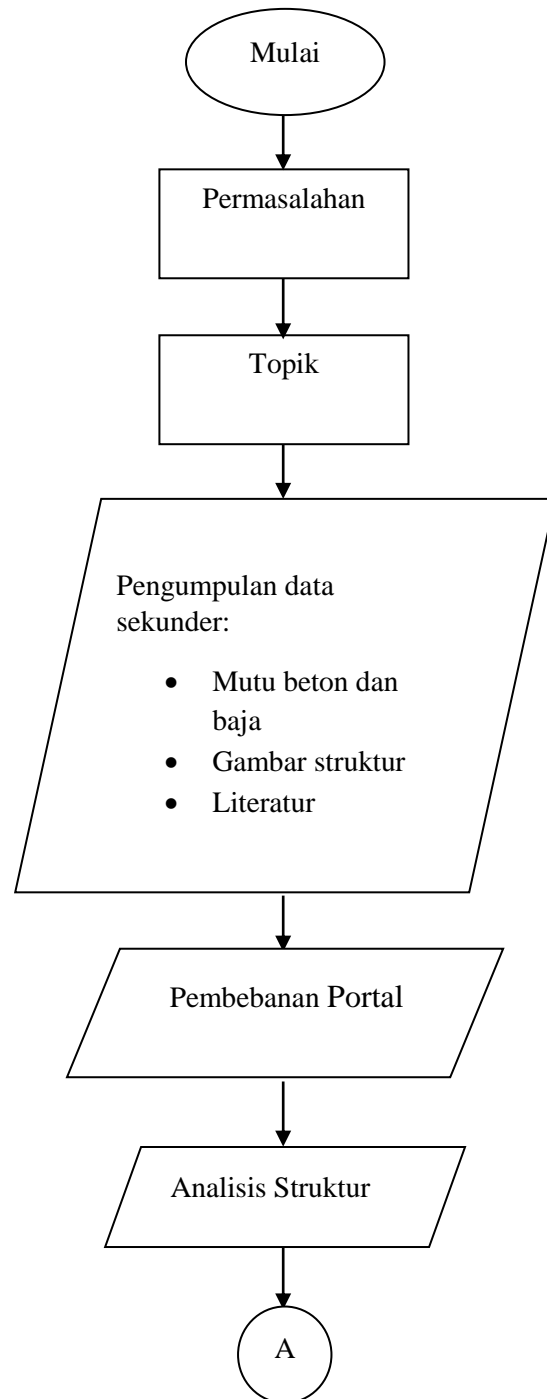 Mulai
Permasalahan
Topik
Pengumpulan data
sekunder:
• Mutu beton dan
baja
• Gambar struktur
• Literatur
Pembebanan Portal
Analisis Struktur
A